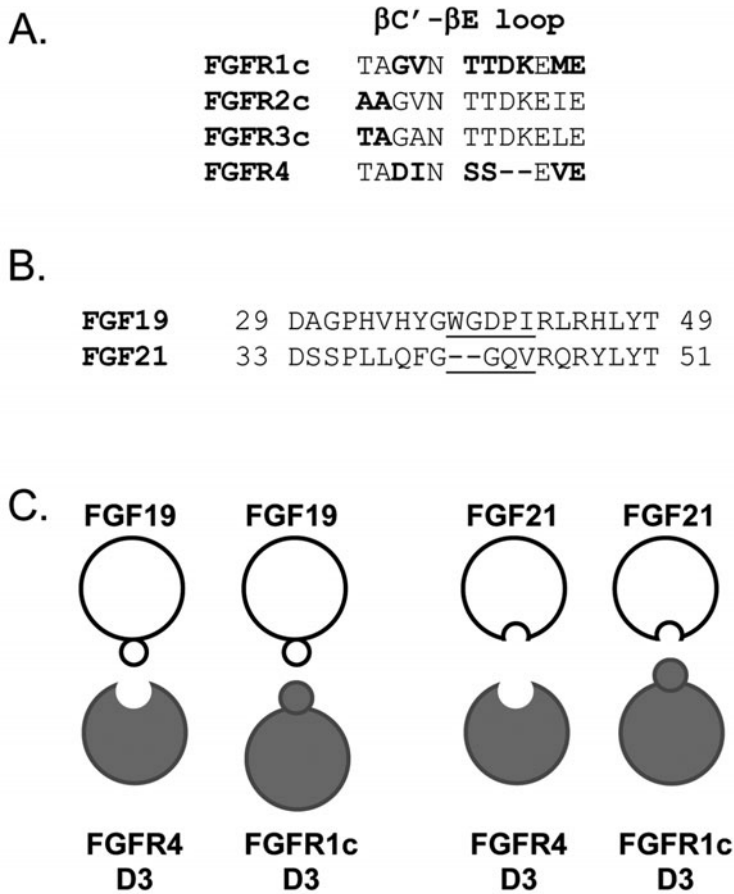 A.
βC’-βE loop
FGFR1c TAGVN TTDKEME
FGFR2c AAGVN TTDKEIE
FGFR3c TAGAN TTDKELE
FGFR4 TADIN SS--EVE
B.
FGF19 29 DAGPHVHYGWGDPIRLRHLYT 49
FGF21 33 DSSPLLQFG--GQVRQRYLYT 51
C.
FGF19 FGF19 FGF21 FGF21
FGFR4 FGFR1c FGFR4 FGFR1c
D3 D3 D3 D3